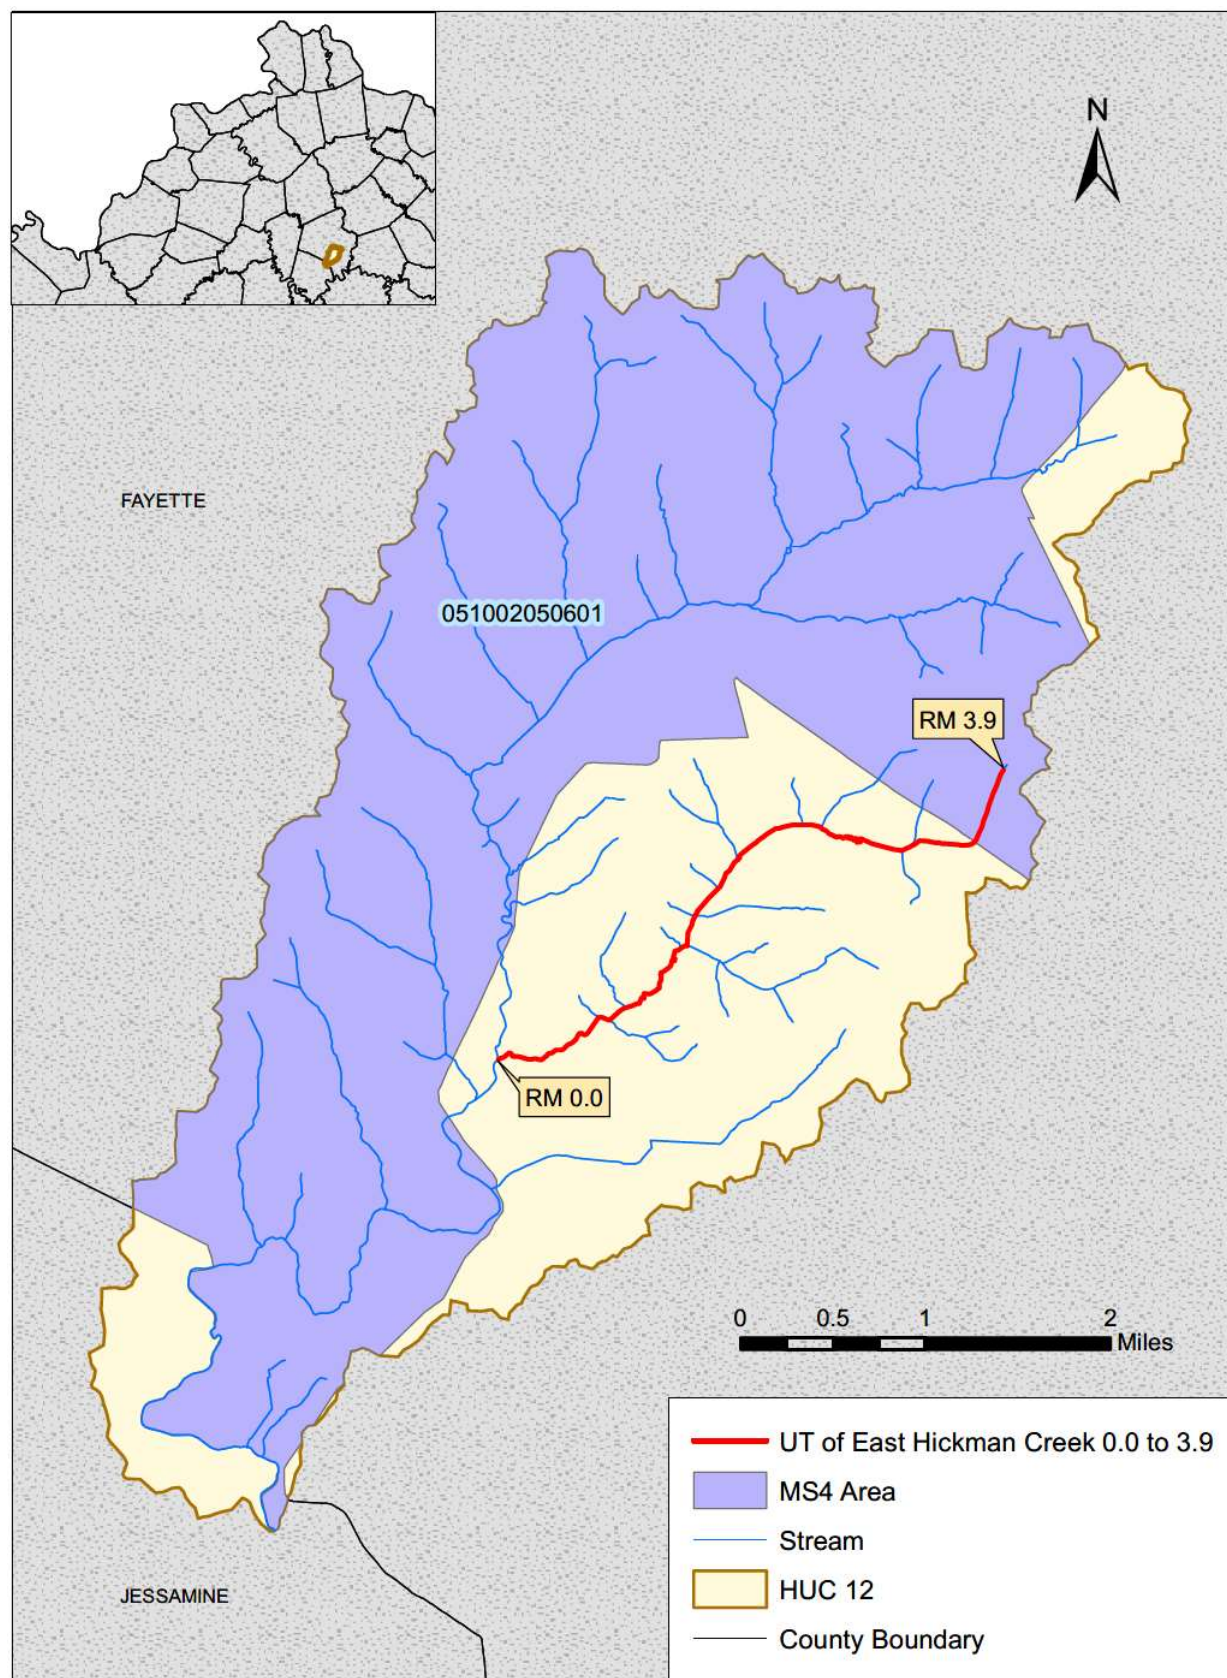 N
FAYETTE
051002050601
RM 3.9
RM 0.0
0 0.5 1 2
Miles
UT of East Hickman Creek 0.0 to 3.9
MS4 Area
Stream
HUC 12
County Boundary
JESSAMINE